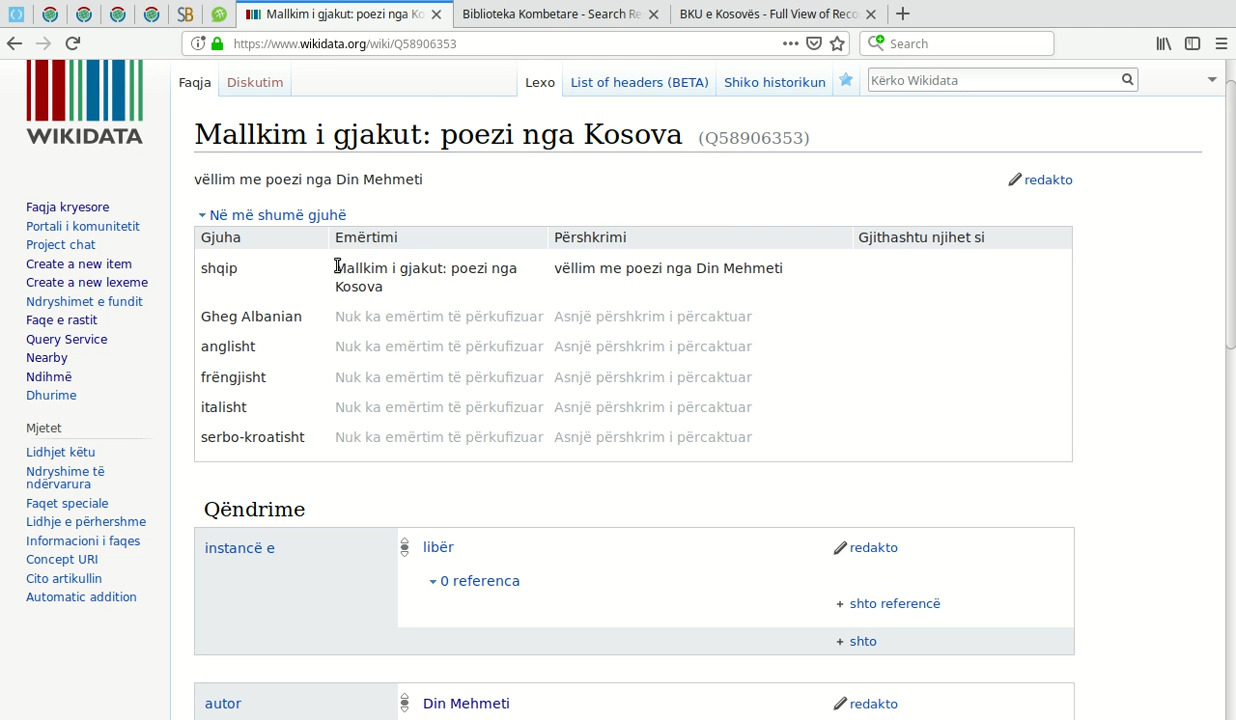 Mallkim i gjakut: poezi nga Ko
Biblioteka Kombetare - Search Re
BKU e Kosovës - Full View of Reco
https://www.wikidata.org/wiki/Q58906353
Search
WIKIDATA
Faqja
Diskutim
Lexo
List of headers (BETA)
Shiko historikun
Kërko Wikidata
Mallkim i gjakut: poezi nga Kosova (Q58906353)
vëllim me poezi nga Din Mehmeti
redakto
Në më shumë gjuhë
Gjuha Emërtimi Përshkrimi Gjithashtu njihet si
shqip Mallkim i gjakut: poezi nga vëllim me poezi nga Din Mehmeti
Kosova
Gheg Albanian Nuk ka emërtim të përkufizuar Asnjë përshkrim i përcaktuar
anglisht Nuk ka emërtim të përkufizuar Asnjë përshkrim i përcaktuar
frëngjisht Nuk ka emërtim të përkufizuar Asnjë përshkrim i përcaktuar
italisht Nuk ka emërtim të përkufizuar Asnjë përshkrim i përcaktuar
serbo-kroatisht Nuk ka emërtim të përkufizuar Asnjë përshkrim i përcaktuar
Qëndrime
instancë e libër redakto
0 referenca
+ shto referencë
+ shto
autor Din Mehmeti redakto
Faqja kryesore
Portali i komunitetit
Project chat
Create a new item
Create a new lexeme
Ndryshimet e fundit
Faqe e rastit
Query Service
Nearby
Ndihmë
Dhurime
Mjetet
Lidhjet këtu
Ndryshime të
ndërvarura
Faqet speciale
Lidhje e përhershme
Informacioni i faqes
Concept URI
Cito artikullin
Automatic addition